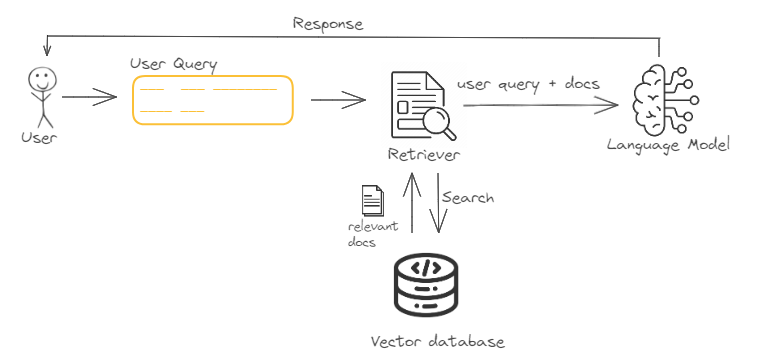 Response
User Query
user query + docs
User
Retriever
Language Model
Search
relevant
docs
</>
Vector database